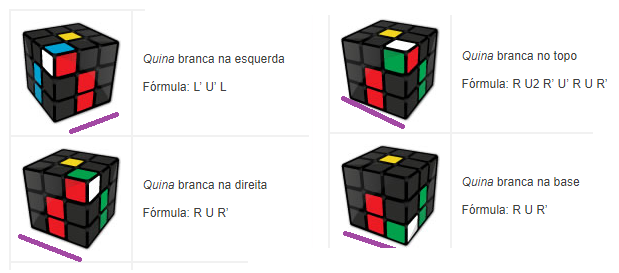 Quina branca na esquerda
Fórmula: L’ U’ L
Quina branca no topo
Fórmula: R U2 R’ U’ R U R’
Quina branca na direita
Fórmula: R U R’
Quina branca na base
Fórmula: R U R’